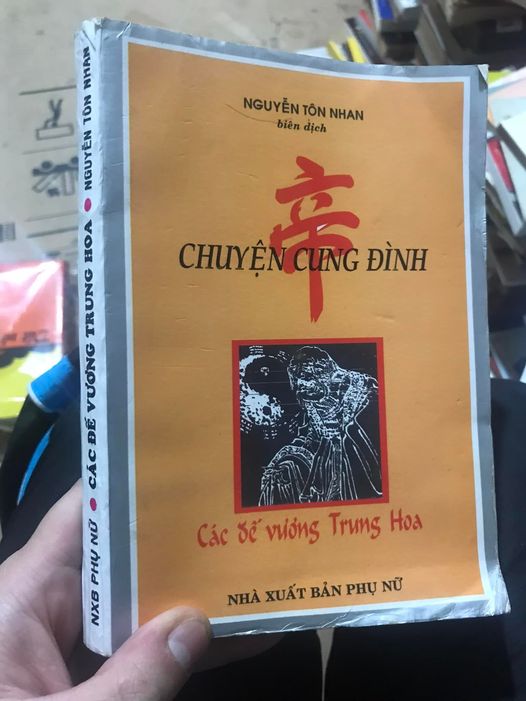 NGUYỄN TÔN NHAN
biên dịch
帝
CHUYỆN CUNG ĐÌNH
Các đế vương Trung Hoa
NHÀ XUẤT BẢN PHỤ NỮ
NXB PHỤ NỮ • CÁC ĐẾ VƯƠNG TRUNG HOA • NGUYỄN TÔN NHAN